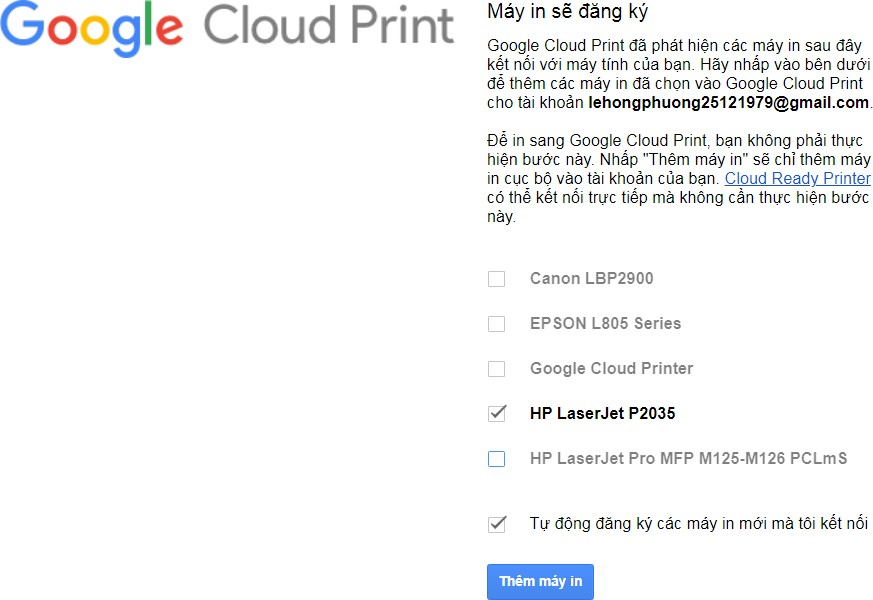 Google Cloud Print
Máy in sẽ đăng ký
Google Cloud Print đã phát hiện các máy in sau đây
kết nối với máy tính của bạn. Hãy nhấp vào bên dưới
để thêm các máy in đã chọn vào Google Cloud Print
cho tài khoản lehongphuong25121979@gmail.com.
Để in sang Google Cloud Print, bạn không phải thực
hiện bước này. Nhấp "Thêm máy in" sẽ chỉ thêm máy
in cục bộ vào tài khoản của bạn. Cloud Ready Printer
có thể kết nối trực tiếp mà không cần thực hiện bước
này.
Canon LBP2900
EPSON L805 Series
Google Cloud Printer
HP LaserJet P2035
HP LaserJet Pro MFP M125-M126 PCLmS
Tự động đăng ký các máy in mới mà tôi kết nối
Thêm máy in